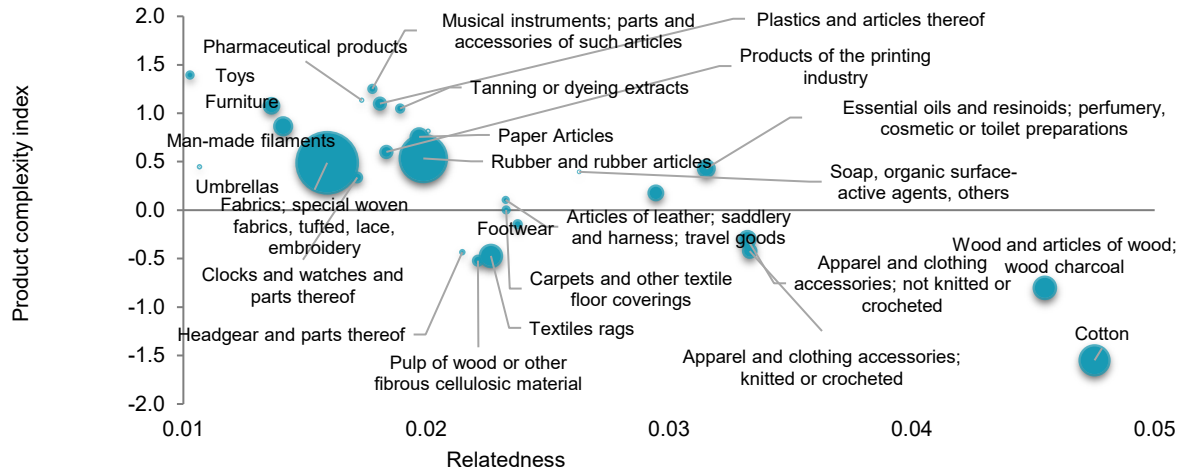 Product complexity index
2.0
1.5
1.0
0.5
0.0
-0.5
-1.0
-1.5
-2.0
Musical instruments; parts and
accessories of such articles
Plastics and articles thereof
Pharmaceutical products
Products of the printing
industry
Toys
Tanning or dyeing extracts
Furniture
Essential oils and resinoids; perfumery,
cosmetic or toilet preparations
Man-made filaments
Paper Articles
Rubber and rubber articles
Soap, organic surface-
active agents, others
Umbrellas
Fabrics; special woven
fabrics, tufted, lace,
embroidery
Footwear
Articles of leather; saddlery
and harness; travel goods
Wood and articles of wood;
wood charcoal
Clocks and watches and
parts thereof
Carpets and other textile
floor coverings
Apparel and clothing
accessories; not knitted or
crocheted
Headgear and parts thereof
Textiles rags
Cotton
Pulp of wood or other
fibrous cellulosic material
Apparel and clothing accessories;
knitted or crocheted
0.01
0.02
0.03
0.04
0.05
Relatedness